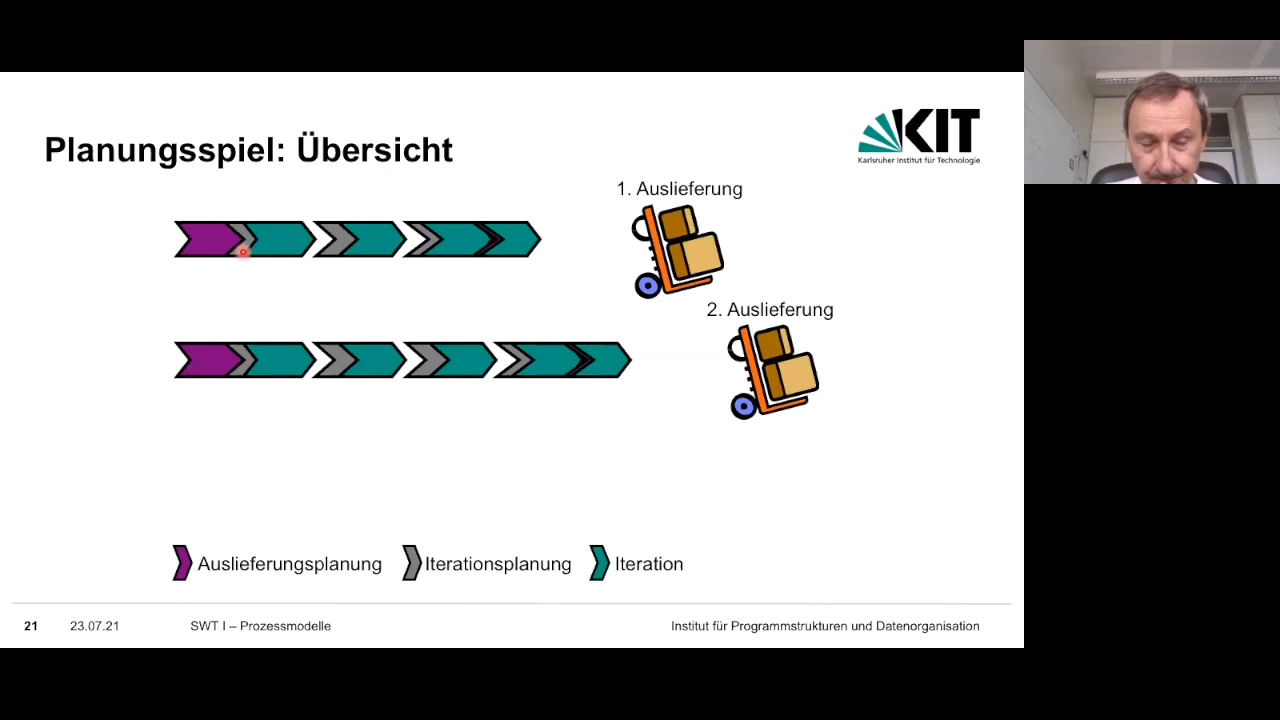 Planungsspiel: Übersicht
KIT
Karlsruher Institut für Technologie
1. Auslieferung
2. Auslieferung
Auslieferungsplanung
Iterationsplanung
Iteration
21
23.07.21
SWT I – Prozessmodelle
Institut für Programmstrukturen und Datenorganisation